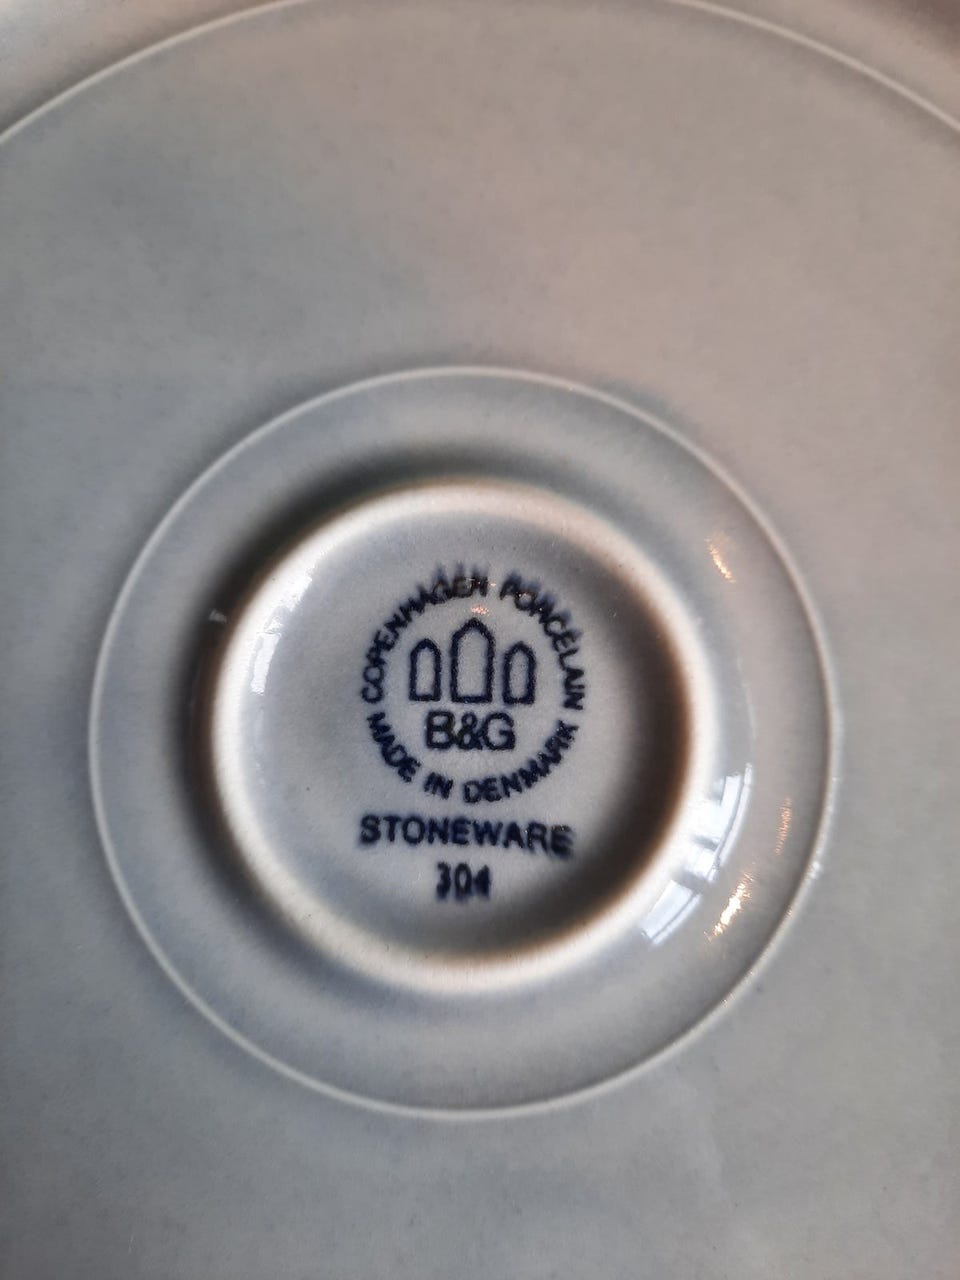 COPENHAGEN PORCELAIN
B&G
MADE IN DENMARK
STONEWARE
304